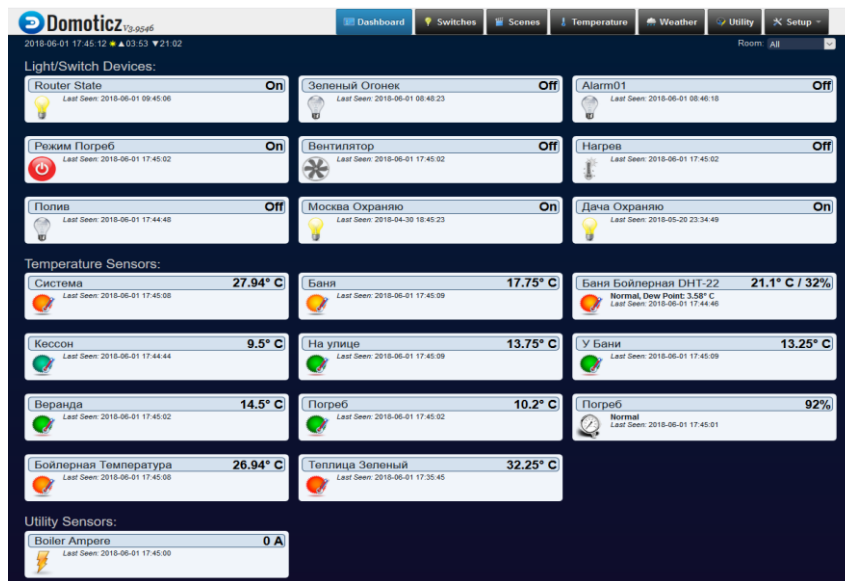 Domoticz V3.9546
Dashboard Switches Scenes Temperature Weather Utility Setup
2018-06-01 17:45:12 ☀ ▲03:53 ▼21:02 Room: All
Light/Switch Devices:
Router State On
Last Seen: 2018-06-01 09:45:06
Зеленый Огонек Off
Last Seen: 2018-06-01 08:48:23
Alarm01 Off
Last Seen: 2018-06-01 08:46:18
Режим Погреб On
Last Seen: 2018-06-01 17:45:02
Вентилятор Off
Last Seen: 2018-06-01 17:45:02
Нагрев Off
Last Seen: 2018-06-01 17:45:02
Полив Off
Last Seen: 2018-06-01 17:44:48
Москва Охраняю On
Last Seen: 2018-04-30 18:45:23
Дача Охраняю On
Last Seen: 2018-05-20 23:34:49
Temperature Sensors:
Система 27.94° C
Last Seen: 2018-06-01 17:45:08
Баня 17.75° C
Last Seen: 2018-06-01 17:45:09
Баня Бойлерная DHT-22 21.1° C / 32%
Normal, Dew Point: 3.58° C
Last Seen: 2018-06-01 17:44:46
Кессон 9.5° C
Last Seen: 2018-06-01 17:44:44
На улице 13.75° C
Last Seen: 2018-06-01 17:45:09
У Бани 13.25° C
Last Seen: 2018-06-01 17:45:09
Веранда 14.5° C
Last Seen: 2018-06-01 17:45:02
Погреб 10.2° C
Last Seen: 2018-06-01 17:45:02
Погреб 92%
Normal
Last Seen: 2018-06-01 17:45:01
Бойлерная Температура 26.94° C
Last Seen: 2018-06-01 17:45:08
Теплица Зеленый 32.25° C
Last Seen: 2018-06-01 17:35:45
Utility Sensors:
Boiler Ampere 0 A
Last Seen: 2018-06-01 17:45:00